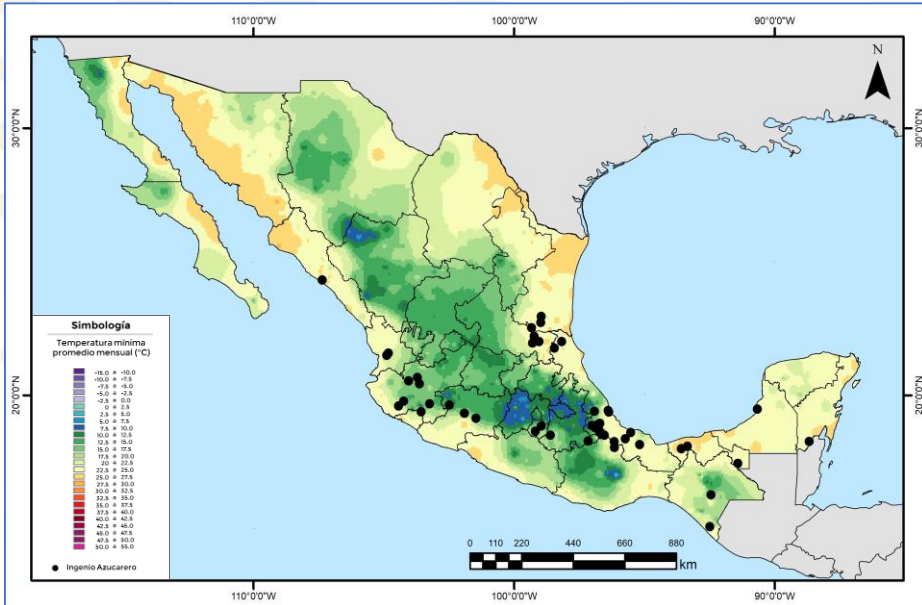 110°0'0"W 100°0'0"W 90°0'0"W
N
30°0'0"N 30°0'0"N
20°0'0"N 20°0'0"N
Simbología
Temperatura mínima
promedio mensual (°C)
-15.0 a -10.0
-10.0 a -7.5
-7.5 a -5.0
-5.0 a -2.5
-2.5 a 0.0
0 a 2.5
2.5 a 5.0
5.0 a 7.5
7.5 a 10.0
10.0 a 12.5
12.5 a 15.0
15.0 a 17.5
17.5 a 20.0
20 a 22.5
22.5 a 25.0
25.0 a 27.5
27.5 a 30.0
30.0 a 32.5
32.5 a 35.0
35.0 a 37.5
37.5 a 40.0
40.0 a 42.5
42.5 a 45.0
45.0 a 47.5
47.5 a 50.0
50.0 a 55.0
Ingenio Azucarero
0 110 220 440 660 880
km
110°0'0"W 100°0'0"W 90°0'0"W